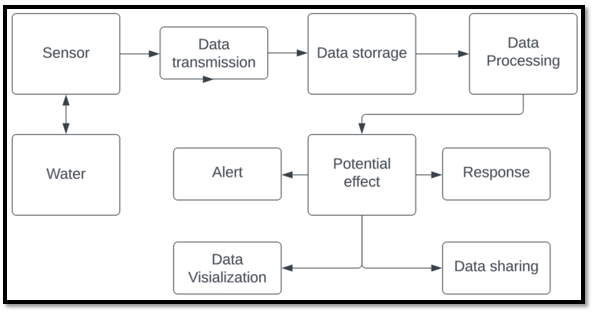 Sensor
Data
transmission
Data storrage
Data
Processing
Water
Alert
Potential
effect
Response
Data
Visialization
Data sharing